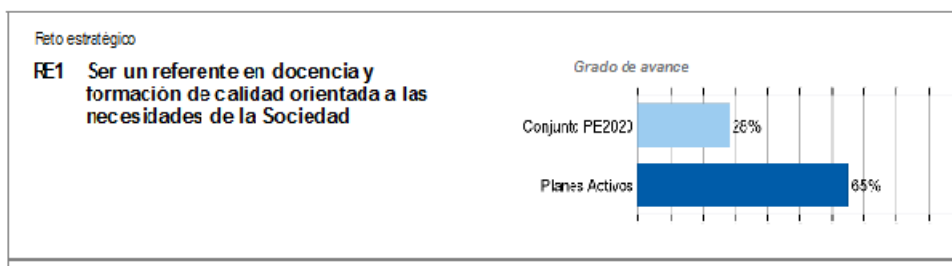 Reto estratégico
RE1 Ser un referente en docencia y
formación de calidad orientada a las
necesidades de la Sociedad
Grado de avance
Conjunto PE2020 28%
Planes Activos 65%